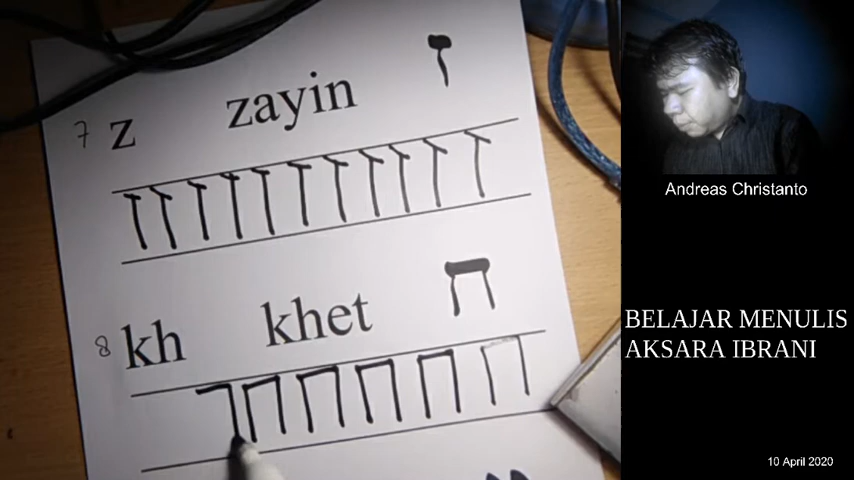 7 z zayin ז
8 kh khet ח
Andreas Christanto
BELAJAR MENULIS
AKSARA IBRANI
10 April 2020